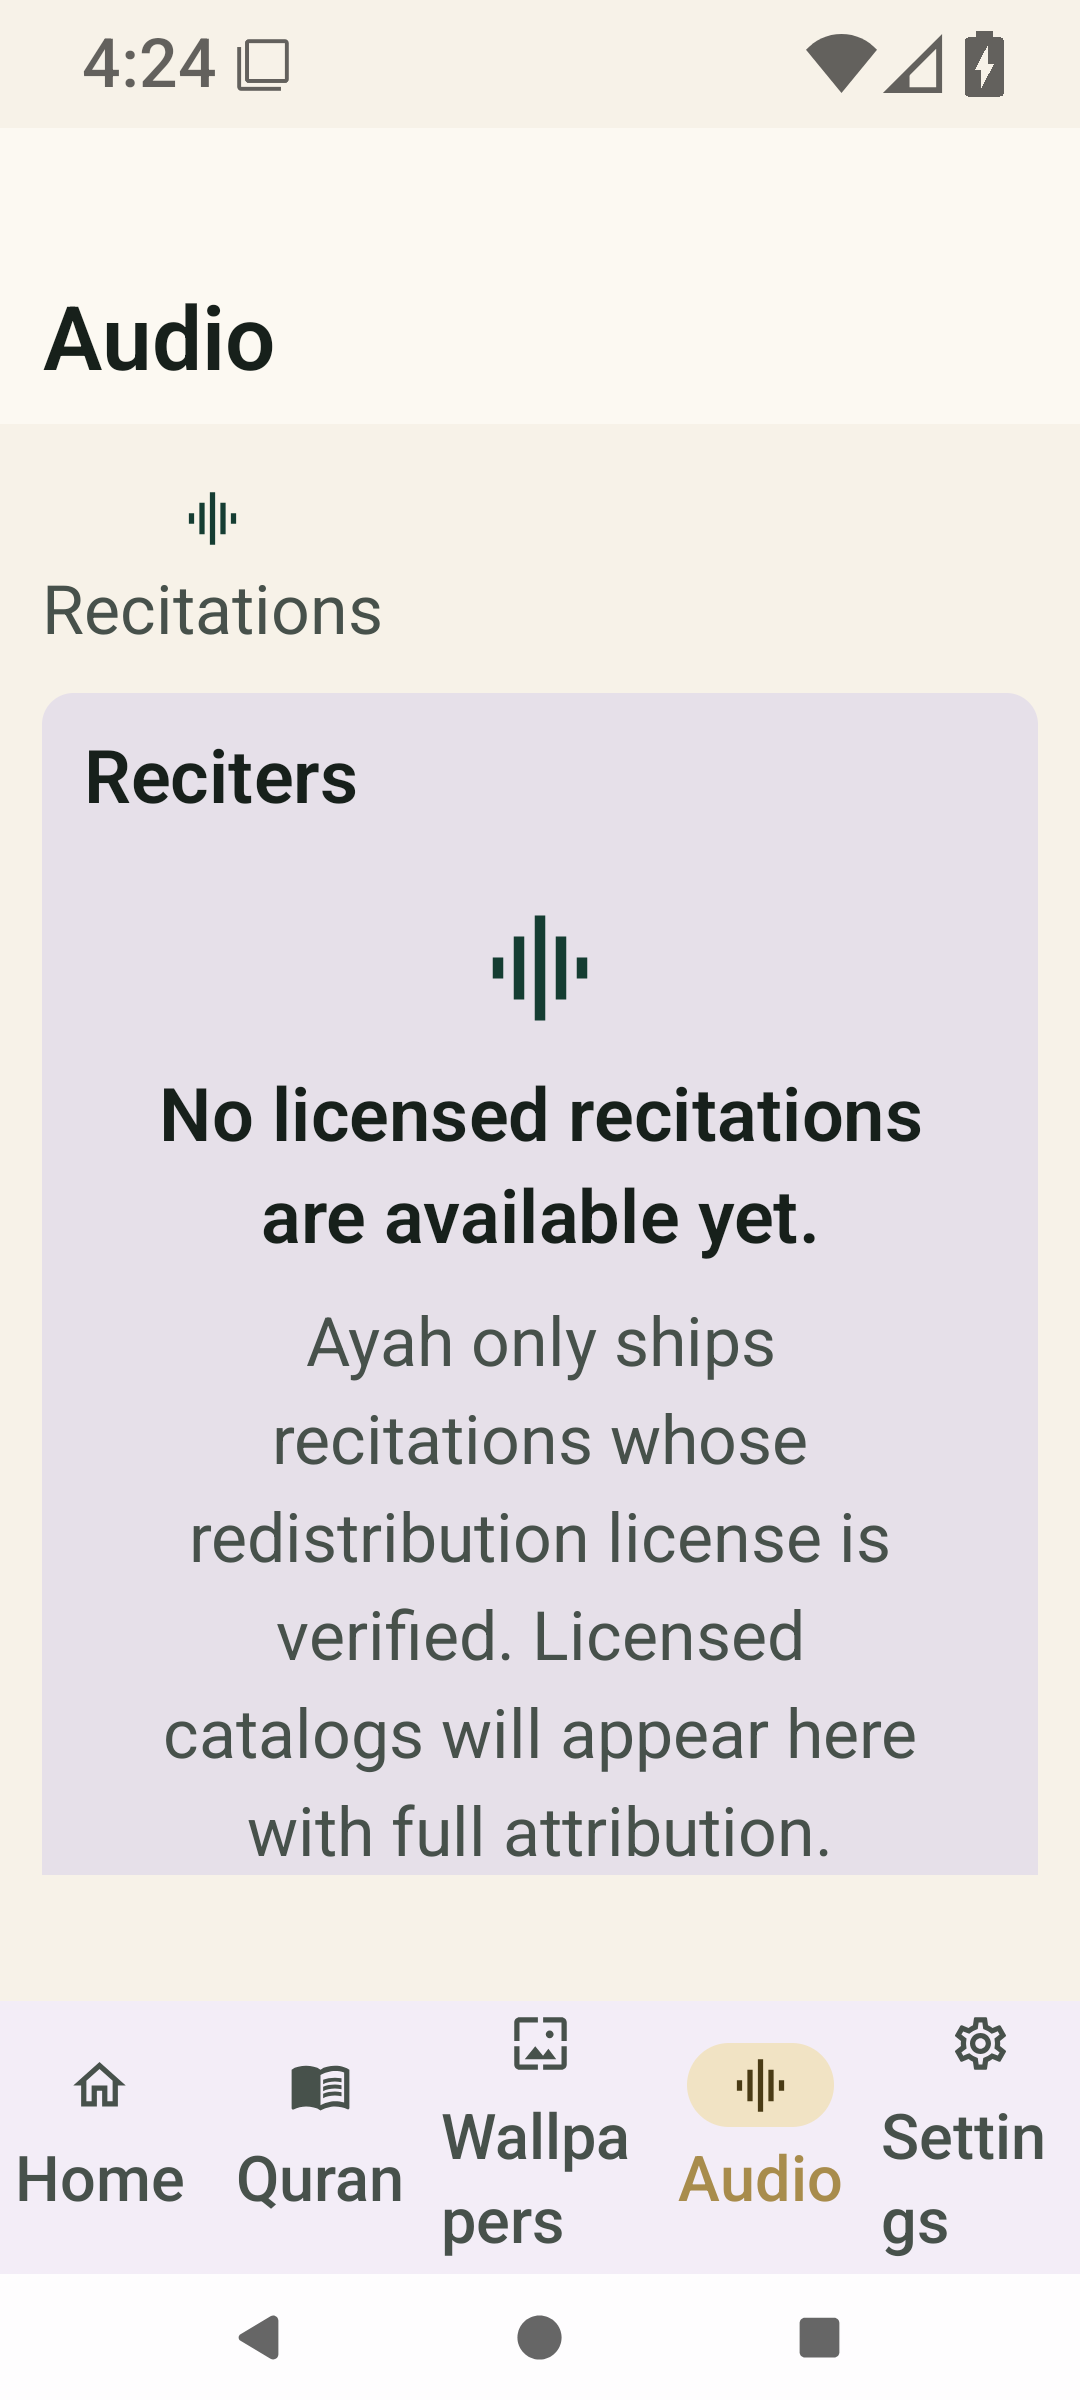 4:24
Audio
Recitations
Reciters
No licensed recitations
are available yet.
Ayah only ships
recitations whose
redistribution license is
verified. Licensed
catalogs will appear here
with full attribution.
Home
Quran
Wallpa
pers
Audio
Settin
gs